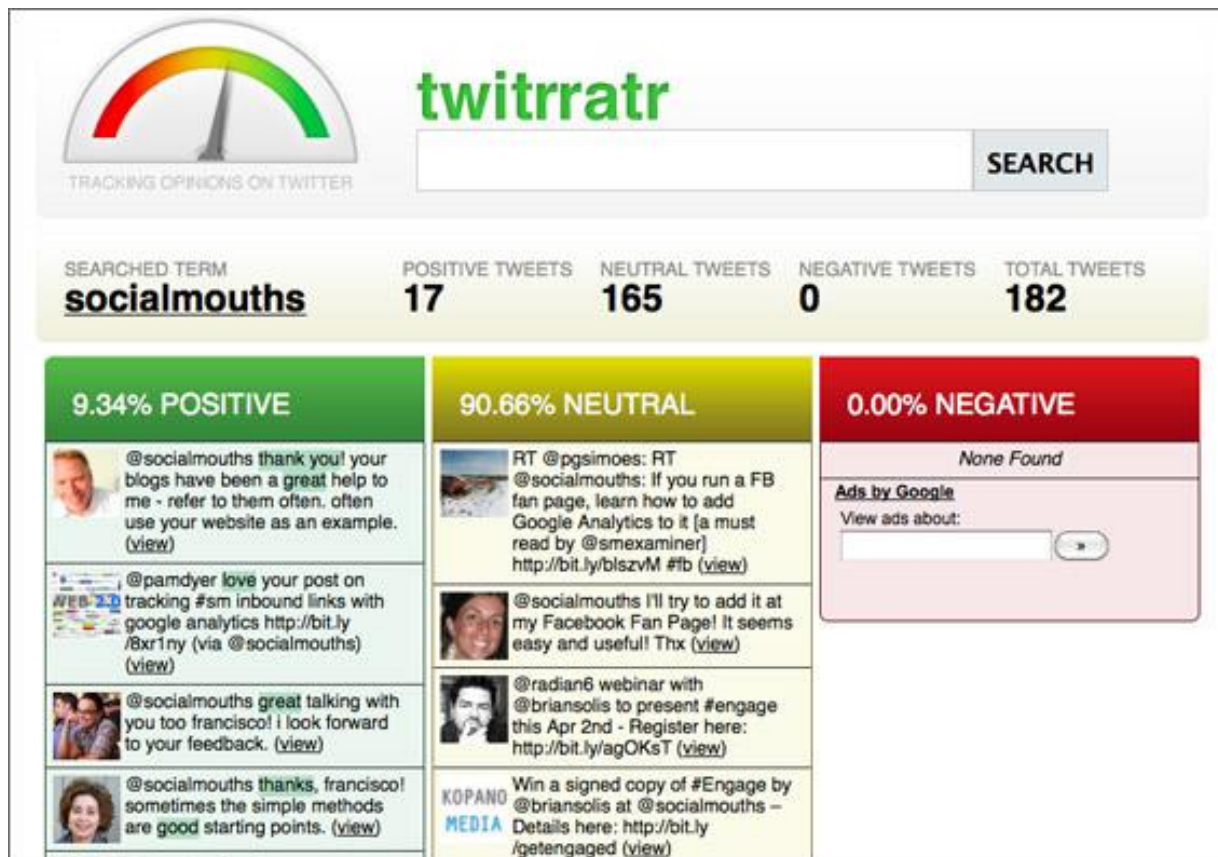 twitrratr
SEARCH
TRACKING OPINIONS ON TWITTER
SEARCHED TERM
socialmouths
POSITIVE TWEETS
17
NEUTRAL TWEETS
165
NEGATIVE TWEETS
0
TOTAL TWEETS
182
9.34% POSITIVE
@socialmouths thank you! your
blogs have been a great help to
me - refer to them often. often
use your website as an example.
(view)
WEB 2.0
@pamdyer love your post on
tracking #sm inbound links with
google analytics http://bit.ly
/8xr1ny (via @socialmouths)
(view)
@socialmouths great talking with
you too francisco! i look forward
to your feedback. (view)
@socialmouths thanks, francisco!
sometimes the simple methods
are good starting points. (view)
90.66% NEUTRAL
RT @pgsimoes: RT
@socialmouths: If you run a FB
fan page, learn how to add
Google Analytics to it [a must
read by @smexaminer]
http://bit.ly/blszvM #fb (view)
@socialmouths I'll try to add it at
my Facebook Fan Page! It seems
easy and useful! Thx (view)
@radian6 webinar with
@briansolis to present #engage
this Apr 2nd - Register here:
http://bit.ly/agOKsT (view)
KOPANO
MEDIA
Win a signed copy of #Engage by
@briansolis at @socialmouths –
Details here: http://bit.ly
/getengaged (view)
0.00% NEGATIVE
None Found
Ads by Google
View ads about:
»